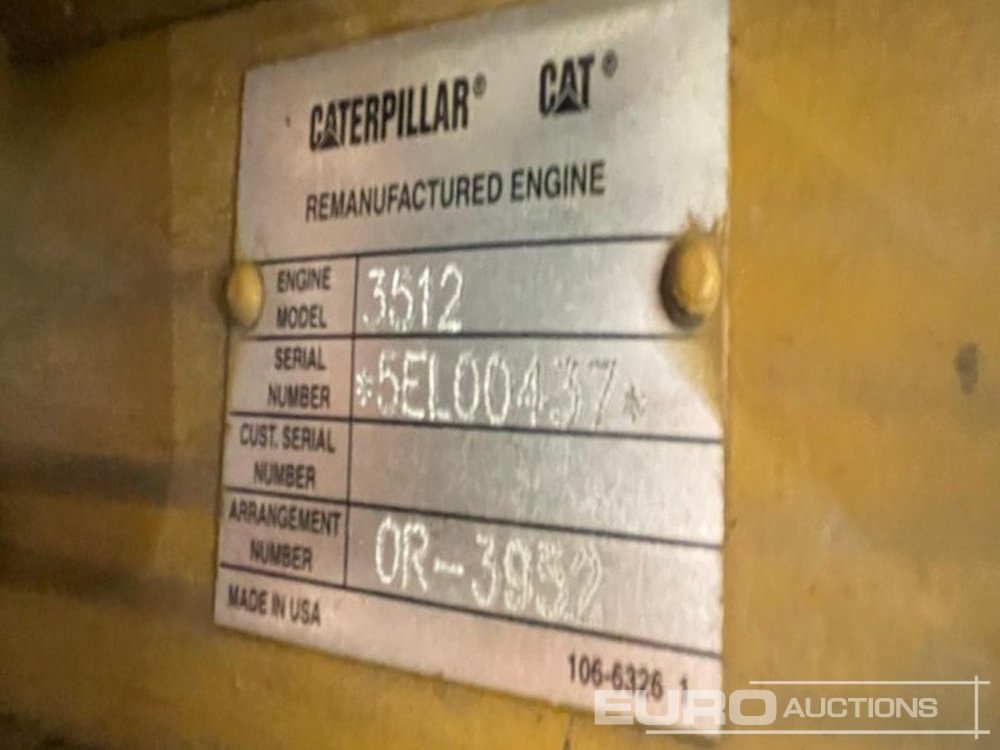 CATERPILLAR® CAT®
REMANUFACTURED ENGINE
ENGINE MODEL 3512
SERIAL NUMBER *5EL00437*
CUST. SERIAL NUMBER
ARRANGEMENT NUMBER 0R-3952
MADE IN USA
106-6326 1
EURO AUCTIONS